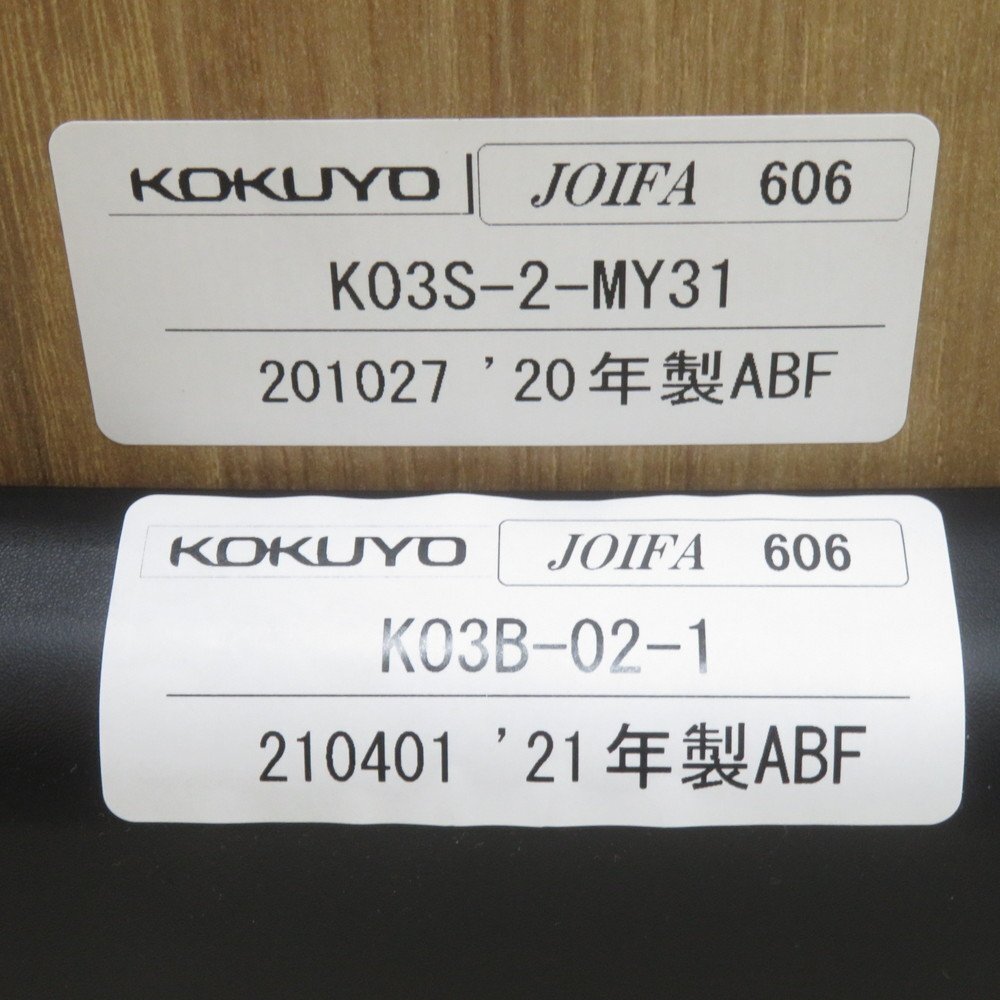 KOKUYO JOIFA 606
K03S-2-MY31
201027 '20年製ABF
KOKUYO JOIFA 606
K03B-02-1
210401 '21年製ABF